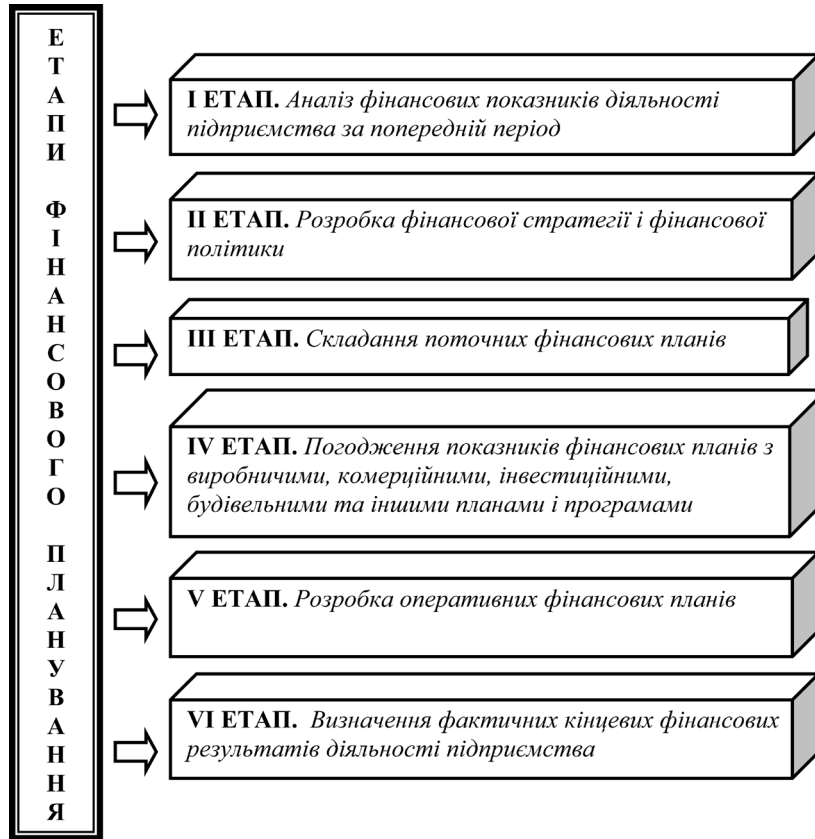 ЕТАПИ ФІНАНСОВОГО ПЛАНУВАННЯ
І ЕТАП. Аналіз фінансових показників діяльності
підприємства за попередній період
ІІ ЕТАП. Розробка фінансової стратегії і фінансової
політики
ІІІ ЕТАП. Складання поточних фінансових планів
IV ЕТАП. Погодження показників фінансових планів з
виробничими, комерційними, інвестиційними,
будівельними та іншими планами і програмами
V ЕТАП. Розробка оперативних фінансових планів
VI ЕТАП. Визначення фактичних кінцевих фінансових
результатів діяльності підприємства